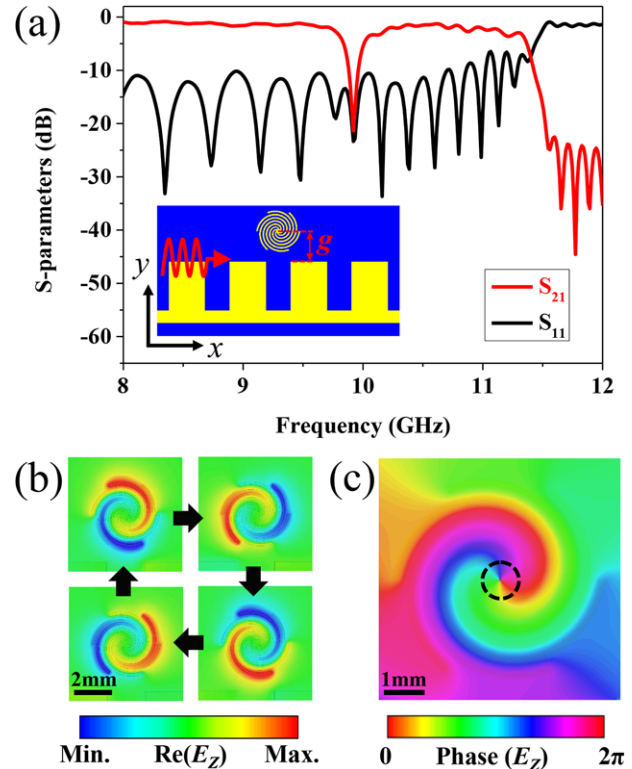 (a)
0
-10
-20
-30
-40
-50
-60
S-parameters (dB)
g
y
x
S21
S11
8 9 10 11 12
Frequency (GHz)
(b)
2mm
Min. Re(EZ) Max.
(c)
1mm
0 Phase (EZ) 2π